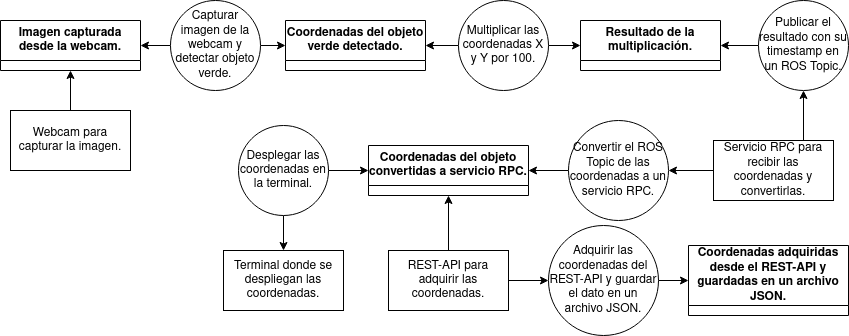 Imagen capturada
desde la webcam.
Capturar
imagen de la
webcam y
detectar objeto
verde.
Coordenadas del objeto
verde detectado.
Multiplicar las
coordenadas X
y Y por 100.
Resultado de la
multiplicación.
Publicar el
resultado con su
timestamp en
un ROS Topic.
Webcam para
capturar la imagen.
Desplegar las
coordenadas en
la terminal.
Coordenadas del objeto
convertidas a servicio RPC.
Convertir el ROS
Topic de las
coordenadas a un
servicio RPC.
Servicio RPC para
recibir las
coordenadas y
convertirlas.
Terminal donde se
despliegan las
coordenadas.
REST-API para
adquirir las
coordenadas.
Adquirir las
coordenadas del
REST-API y guardar
el dato en un
archivo JSON.
Coordenadas adquiridas
desde el REST-API y
guardadas en un archivo
JSON.